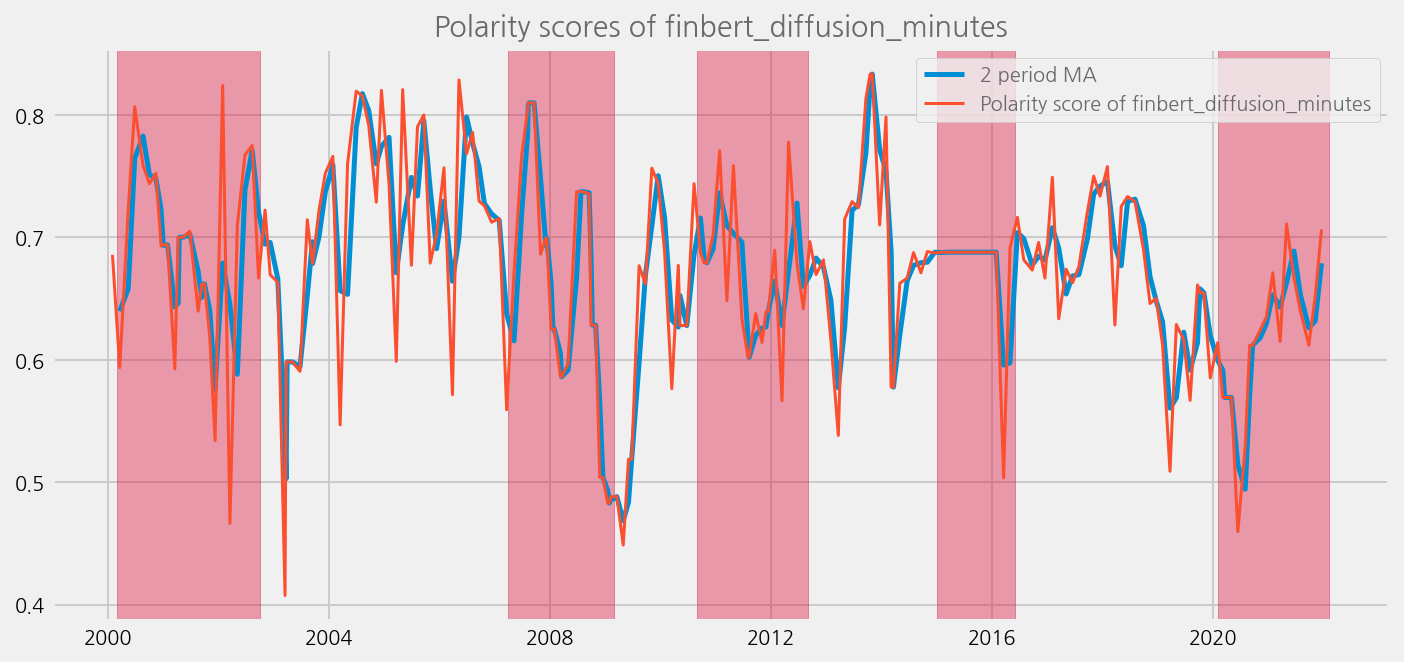 Polarity scores of finbert_diffusion_minutes
2 period MA
Polarity score of finbert_diffusion_minutes
0.8
0.7
0.6
0.5
0.4
2000 2004 2008 2012 2016 2020